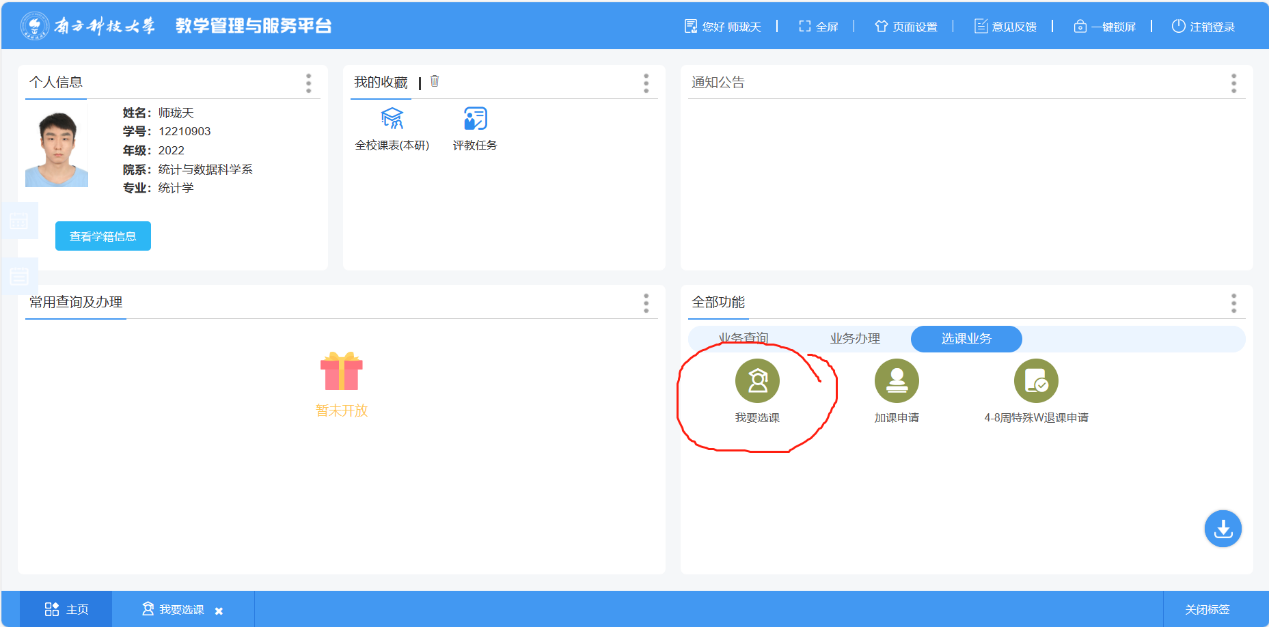 南方科技大学 教学管理与服务平台
您好 师珑天 全屏 页面设置 意见反馈 一键锁屏 注销登录
个人信息
姓名：师珑天
学号：12210903
年级：2022
院系：统计与数据科学系
专业：统计学
查看学籍信息
我的收藏
全校课表(本研) 评教任务
通知公告
常用查询及办理
暂未开放
全部功能
业务查询 业务办理 选课业务
我要选课 加课申请 4-8周特殊W退课申请
主页 我要选课 关闭标签